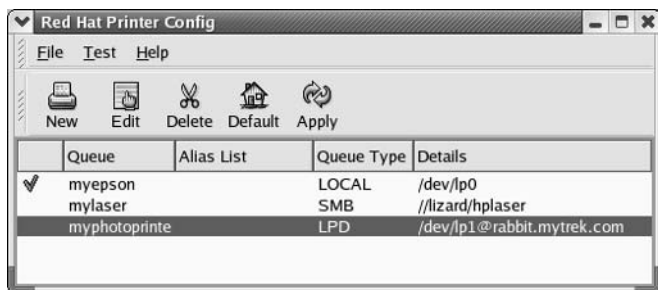 Red Hat Printer Config
File Test Help
New Edit Delete Default Apply
Queue Alias List Queue Type Details
myepson LOCAL /dev/lp0
mylaser SMB //lizard/hplaser
myphotoprinte LPD /dev/lp1@rabbit.mytrek.com